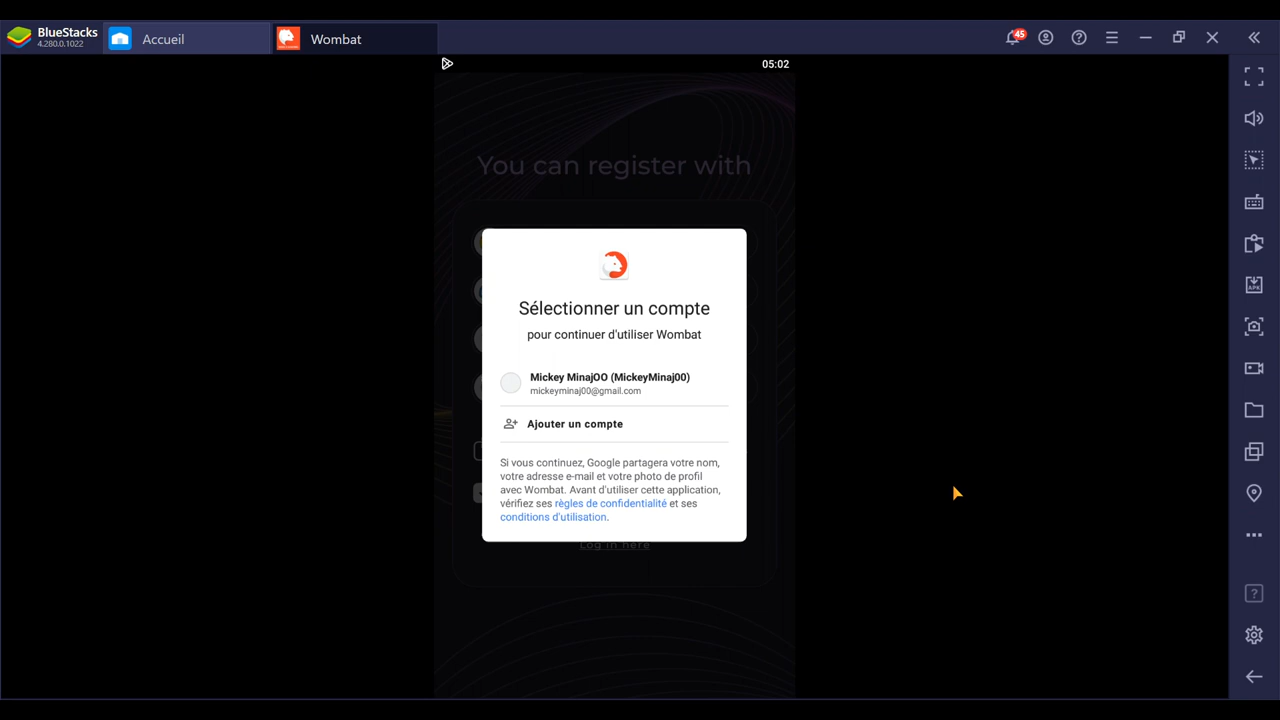 BlueStacks
4.280.0.1022
Accueil
Wombat
45
05:02
You can register with
Sélectionner un compte
pour continuer d'utiliser Wombat
Mickey MinajOO (MickeyMinaj00)
mickeyminaj00@gmail.com
Ajouter un compte
Si vous continuez, Google partagera votre nom,
votre adresse e-mail et votre photo de profil
avec Wombat. Avant d'utiliser cette application,
vérifiez ses règles de confidentialité et ses
conditions d'utilisation.
Log in here
APK